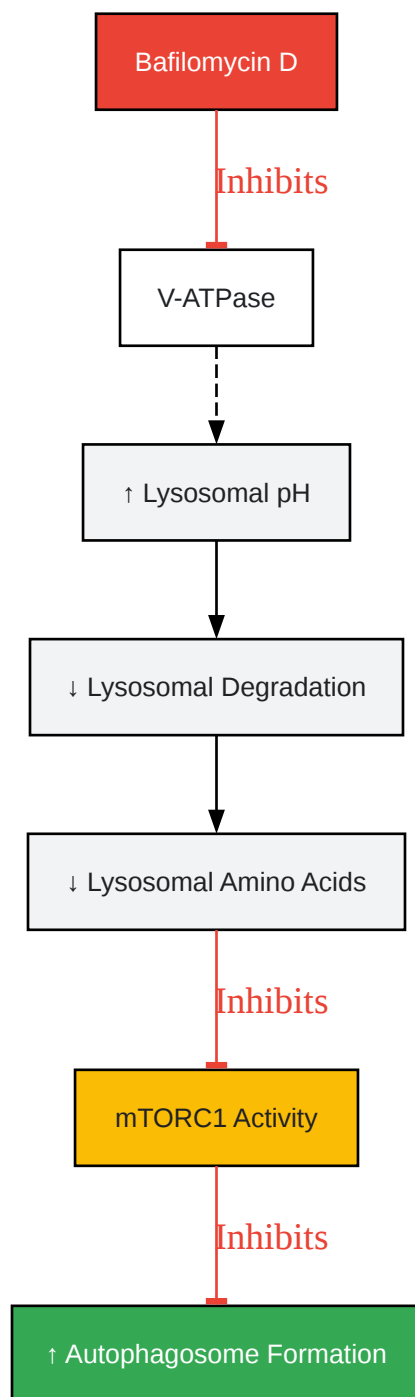 Bafilomycin D
Inhibits
V-ATPase
↑ Lysosomal pH
↓ Lysosomal Degradation
↓ Lysosomal Amino Acids
Inhibits
mTORC1 Activity
Inhibits
↑ Autophagosome Formation